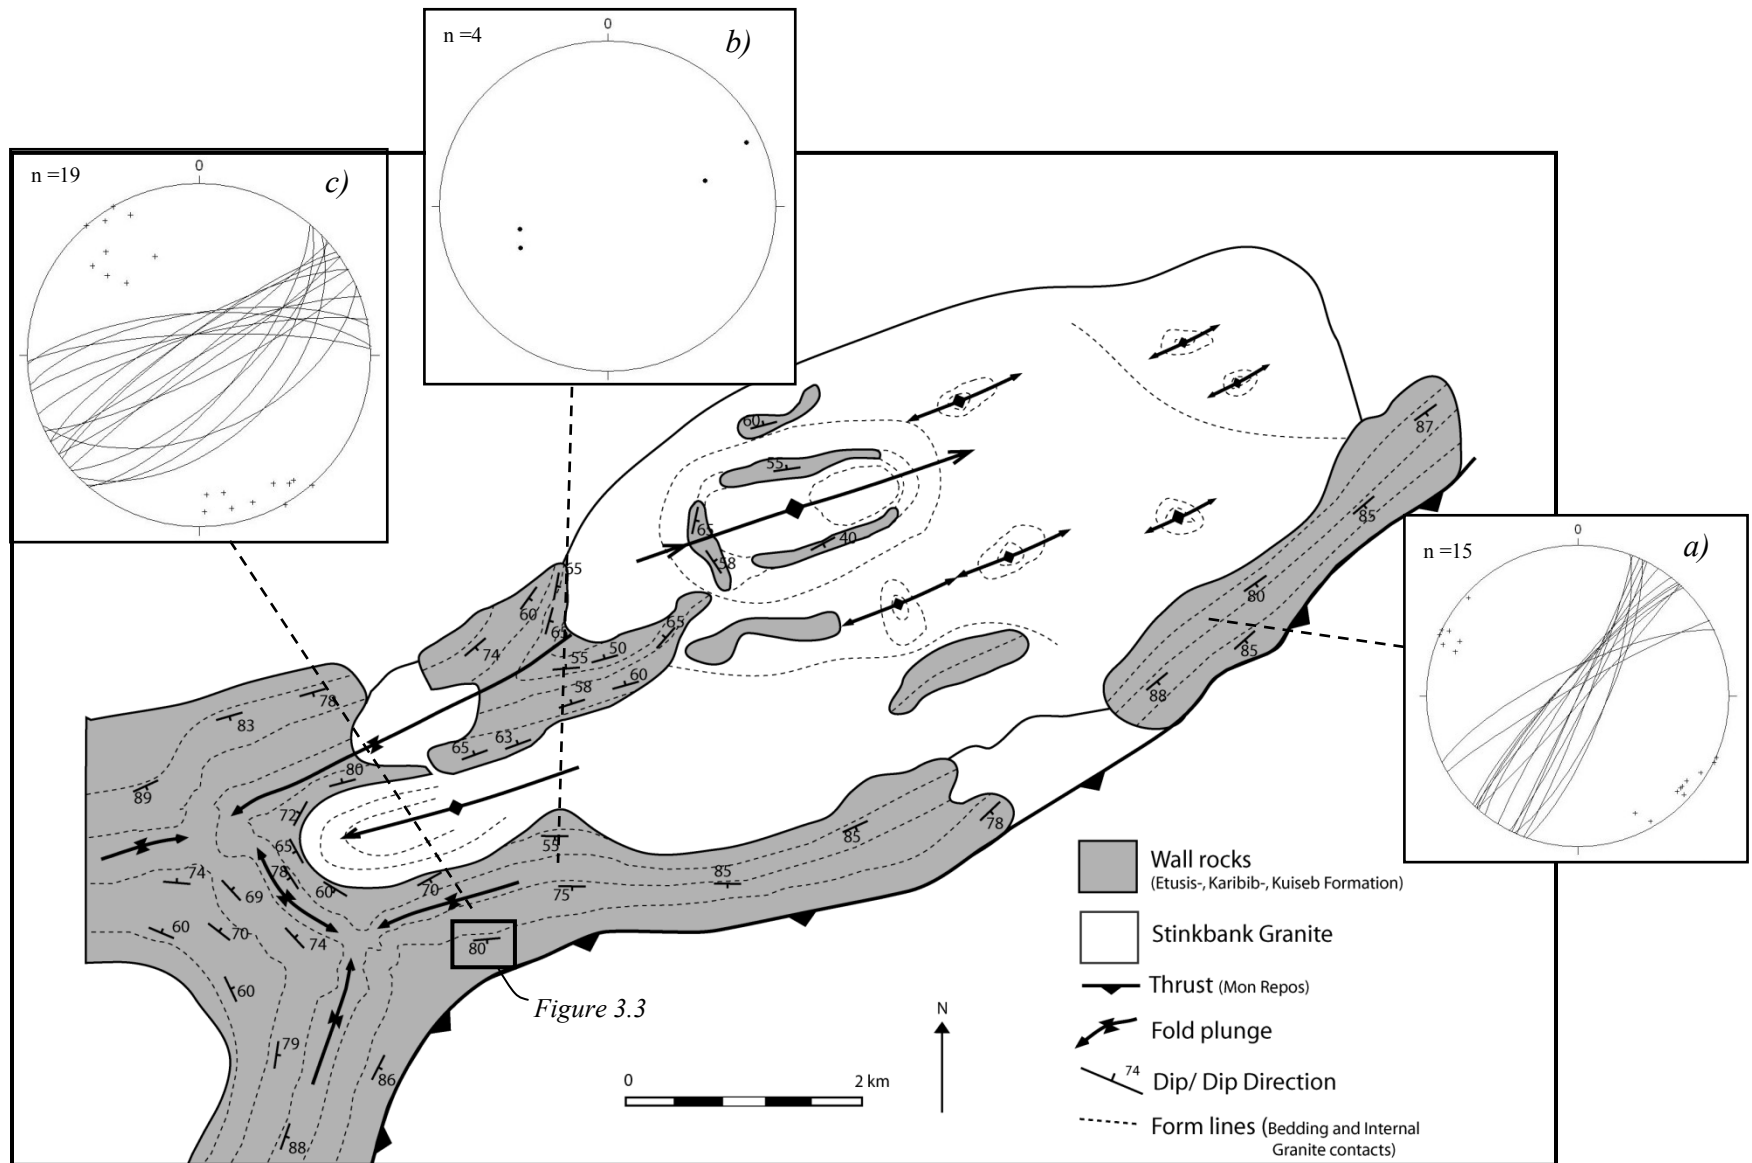 n =4
0
b)
n =19
0
c)
n =15
0
a)
60
55
65
58
40
87
85
80
85
88
65
60
65
74
65
50
55
60
58
63
65
78
83
80
89
72
65
78
60
74
69
60
70
74
60
79
86
88
70
55
75
85
85
78
80
Figure 3.3
N
0
2 km
Wall rocks
(Etusis-, Karibib-, Kuiseb Formation)
Stinkbank Granite
Thrust (Mon Repos)
Fold plunge
74 Dip/ Dip Direction
Form lines (Bedding and Internal
Granite contacts)